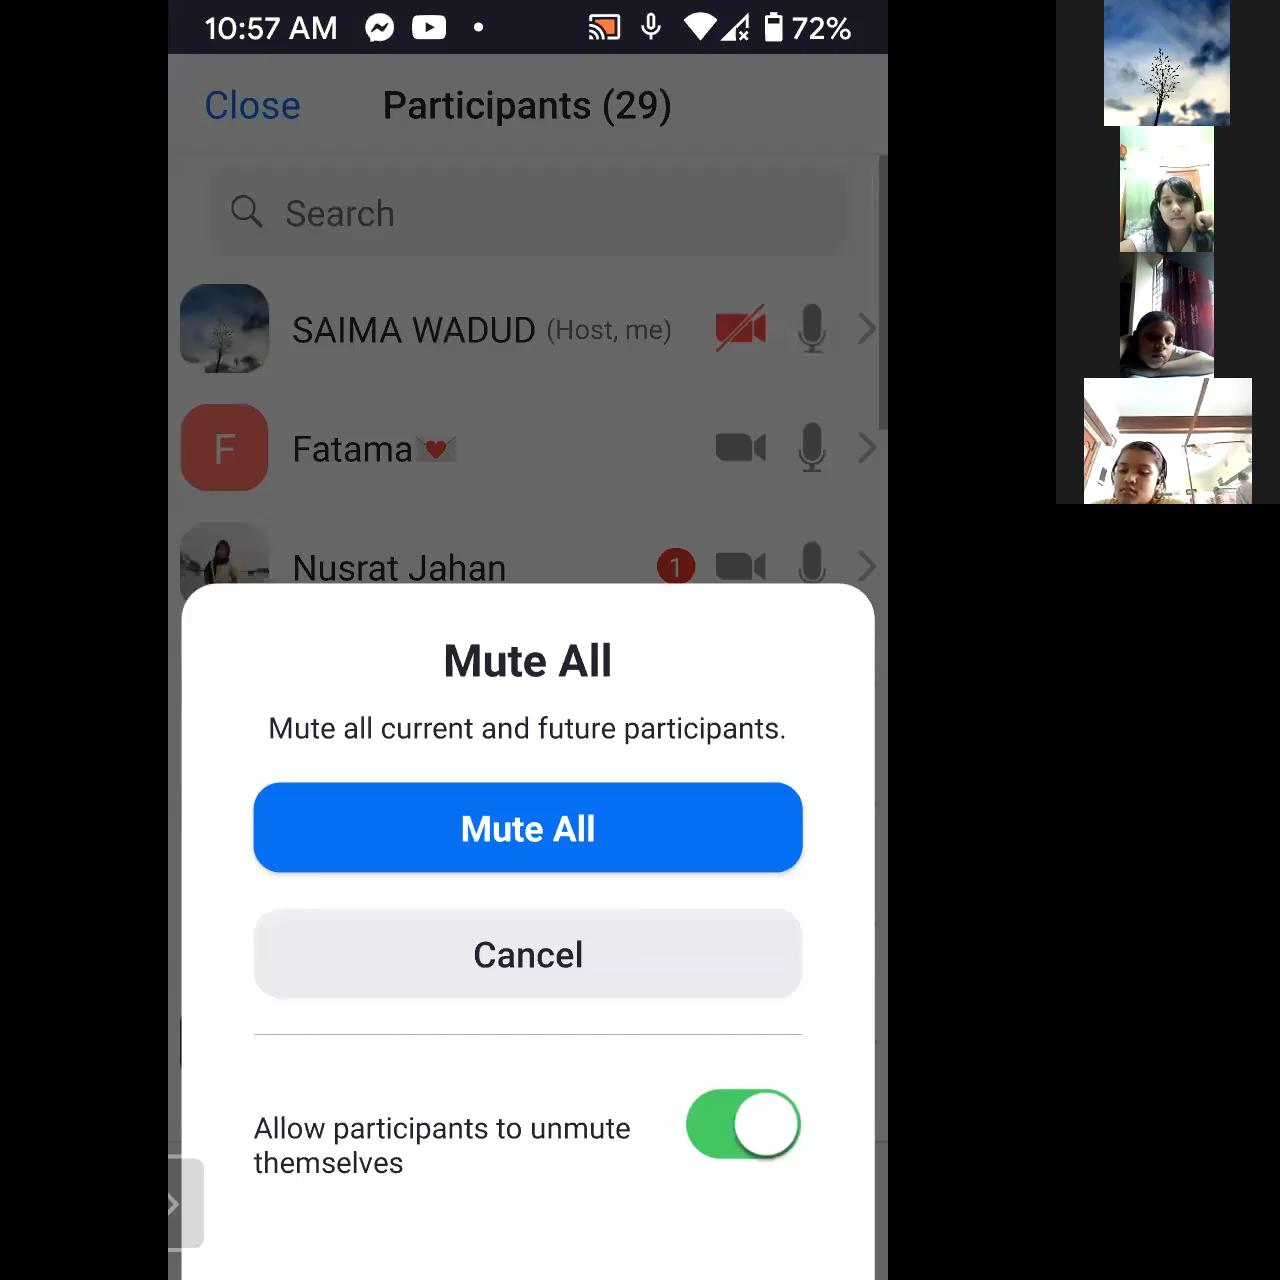 10:57 AM 72%
Close Participants (29)
Search
SAIMA WADUD (Host, me)
F Fatama
Nusrat Jahan 1
Mute All
Mute all current and future participants.
Mute All
Cancel
Allow participants to unmute
themselves